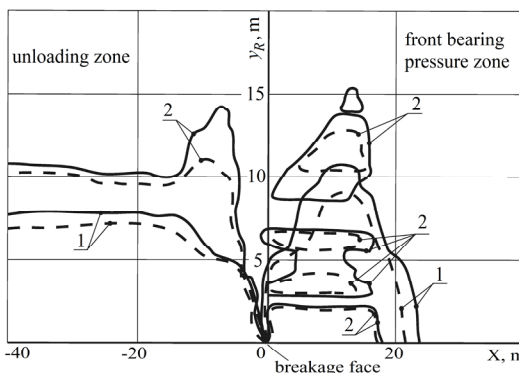 unloading zone
y_R, m
front bearing
pressure zone
2
15
2
10
1
5
2
1
2
-40
-20
0
20
X, m
breakage face